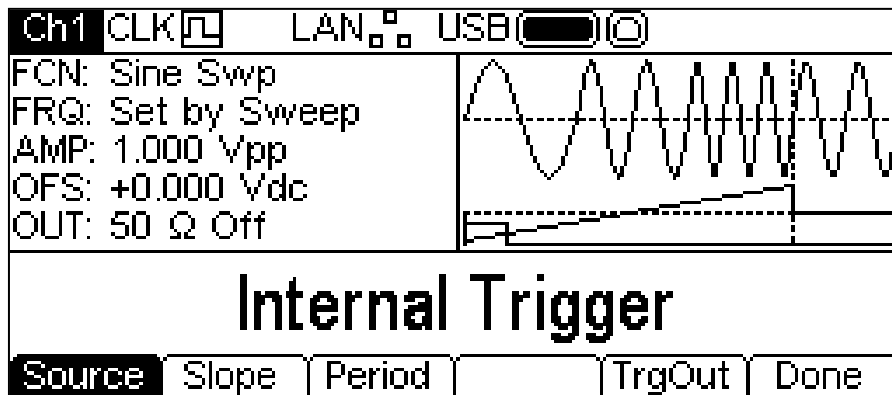 Ch1 CLK LAN USB
FCN: Sine Swp
FRQ: Set by Sweep
AMP: 1.000 Vpp
OFS: +0.000 Vdc
OUT: 50 Ω Off
Internal Trigger
Source Slope Period TrgOut Done